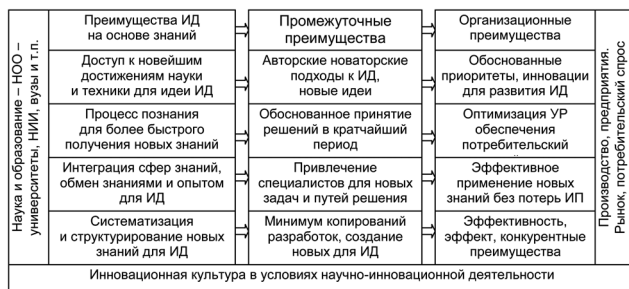 Наука и образование – НОО –
университеты, НИИ, вузы и т.п.
Преимущества ИД
на основе знаний
Промежуточные
преимущества
Организационные
преимущества
Доступ к новейшим
достижениям науки
и техники для идеи ИД
Авторские новаторские
подходы к ИД,
новые идеи
Обоснованные
приоритеты, инновации
для развития ИД
Процесс познания
для более быстрого
получения новых знаний
Обоснованное принятие
решений в кратчайший
период
Оптимизация УР
обеспечения
потребительский
Интеграция сфер знаний,
обмен знаниями и опытом
для ИД
Привлечение
специалистов для новых
задач и путей решения
Эффективное
применение новых
знаний без потерь ИП
Систематизация
и структурирование новых
знаний для ИД
Минимум копирований
разработок, создание
новых для ИД
Эффективность,
эффект, конкурентные
преимущества
Производство, предприятия.
Рынок, потребительский спрос
Инновационная культура в условиях научно-инновационной деятельности